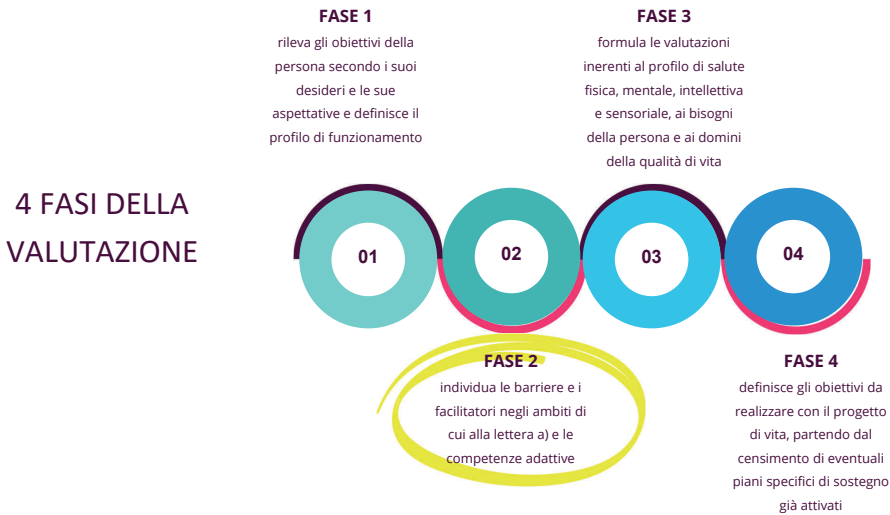 4 FASI DELLA
VALUTAZIONE
FASE 1
rileva gli obiettivi della
persona secondo i suoi
desideri e le sue
aspettative e definisce il
profilo di funzionamento
FASE 3
formula le valutazioni
inerenti al profilo di salute
fisica, mentale, intellettiva
e sensoriale, ai bisogni
della persona e ai domini
della qualità di vita
01
02
03
04
FASE 2
individua le barriere e i
facilitatori negli ambiti di
cui alla lettera a) e le
competenze adattive
FASE 4
definisce gli obiettivi da
realizzare con il progetto
di vita, partendo dal
censimento di eventuali
piani specifici di sostegno
già attivati